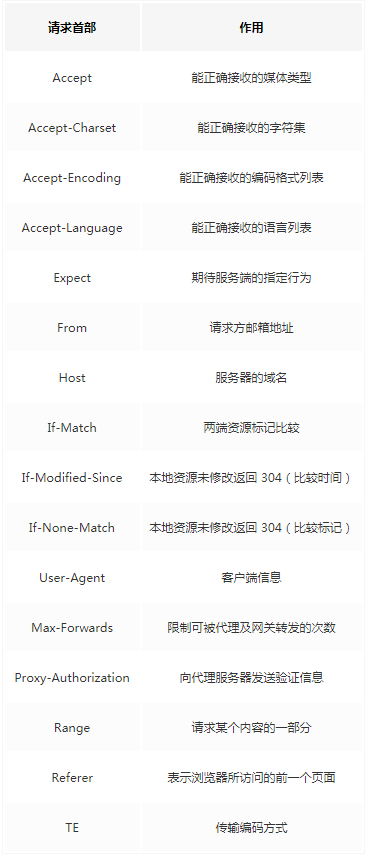 请求首部 作用
Accept 能正确接收的媒体类型
Accept-Charset 能正确接收的字符集
Accept-Encoding 能正确接收的编码格式列表
Accept-Language 能正确接收的语言列表
Expect 期待服务端的指定行为
From 请求方邮箱地址
Host 服务器的域名
If-Match 两端资源标记比较
If-Modified-Since 本地资源未修改返回 304（比较时间）
If-None-Match 本地资源未修改返回 304（比较标记）
User-Agent 客户端信息
Max-Forwards 限制可被代理及网关转发的次数
Proxy-Authorization 向代理服务器发送验证信息
Range 请求某个内容的一部分
Referer 表示浏览器所访问的前一个页面
TE 传输编码方式